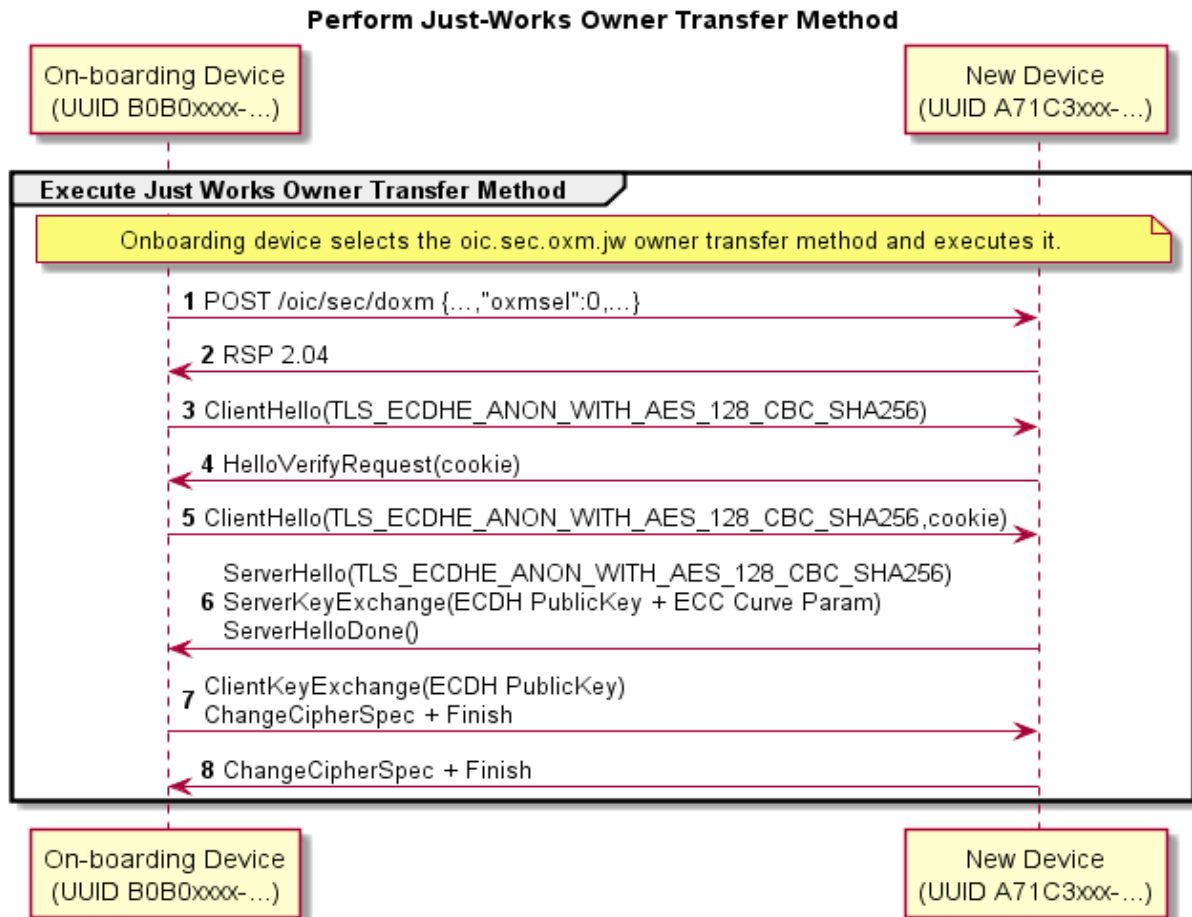 Perform Just-Works Owner Transfer Method
On-boarding Device
(UUID B0B0xxxx-...)
New Device
(UUID A71C3xxx-...)
Execute Just Works Owner Transfer Method
Onboarding device selects the oic.sec.oxm.jw owner transfer method and executes it.
1 POST /oic/sec/doxm {...,"oxmsel":0,...}
2 RSP 2.04
3 ClientHello(TLS_ECDHE_ANON_WITH_AES_128_CBC_SHA256)
4 HelloVerifyRequest(cookie)
5 ClientHello(TLS_ECDHE_ANON_WITH_AES_128_CBC_SHA256,cookie)
ServerHello(TLS_ECDHE_ANON_WITH_AES_128_CBC_SHA256)
6 ServerKeyExchange(ECDH PublicKey + ECC Curve Param)
ServerHelloDone()
7 ClientKeyExchange(ECDH PublicKey)
ChangeCipherSpec + Finish
8 ChangeCipherSpec + Finish
On-boarding Device
(UUID B0B0xxxx-...)
New Device
(UUID A71C3xxx-...)